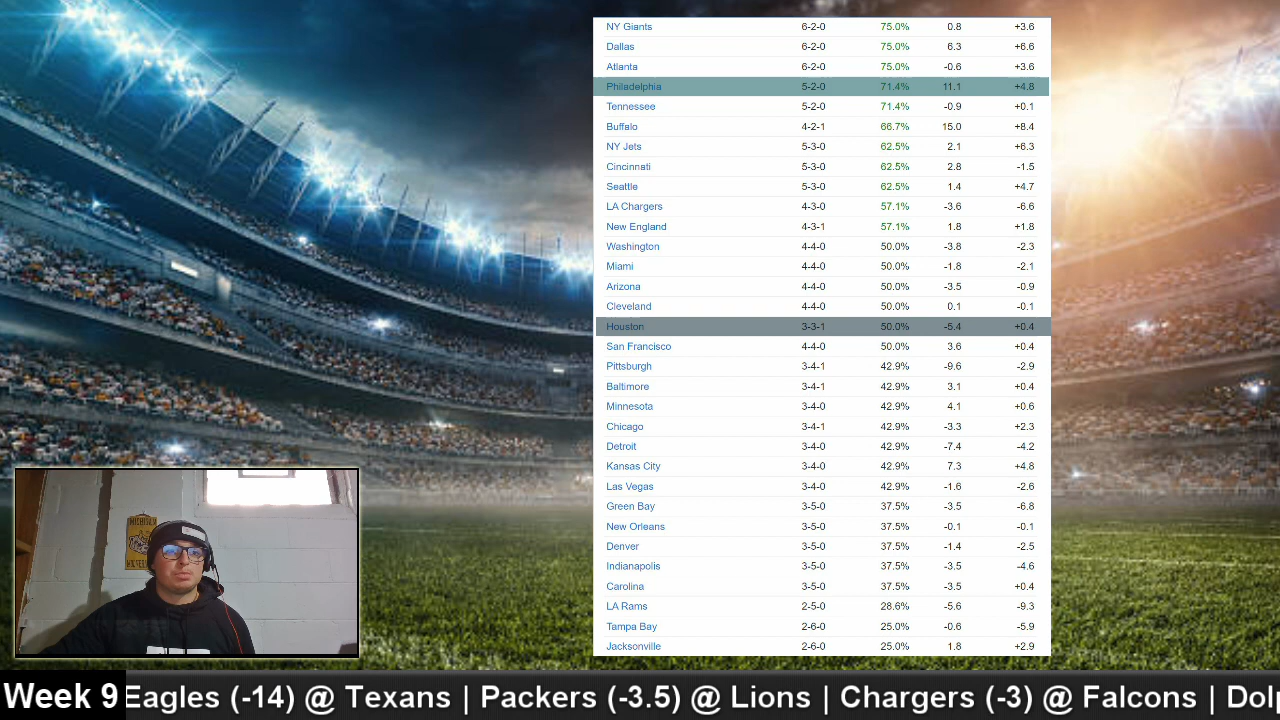 NY Giants 6-2-0 75.0% 0.8 +3.6
Dallas 6-2-0 75.0% 6.3 +6.6
Atlanta 6-2-0 75.0% -0.6 +3.6
Philadelphia 5-2-0 71.4% 11.1 +4.8
Tennessee 5-2-0 71.4% -0.9 +0.1
Buffalo 4-2-1 66.7% 15.0 +8.4
NY Jets 5-3-0 62.5% 2.1 +6.3
Cincinnati 5-3-0 62.5% 2.8 -1.5
Seattle 5-3-0 62.5% 1.4 +4.7
LA Chargers 4-3-0 57.1% -3.6 -6.6
New England 4-3-1 57.1% 1.8 +1.8
Washington 4-4-0 50.0% -3.8 -2.3
Miami 4-4-0 50.0% -1.8 -2.1
Arizona 4-4-0 50.0% -3.5 -0.9
Cleveland 4-4-0 50.0% 0.1 -0.1
Houston 3-3-1 50.0% -5.4 +0.4
San Francisco 4-4-0 50.0% 3.6 +0.4
Pittsburgh 3-4-1 42.9% -9.6 -2.9
Baltimore 3-4-1 42.9% 3.1 +0.4
Minnesota 3-4-0 42.9% 4.1 +0.6
Chicago 3-4-1 42.9% -3.3 +2.3
Detroit 3-4-0 42.9% -7.4 -4.2
Kansas City 3-4-0 42.9% 7.3 +4.8
Las Vegas 3-4-0 42.9% -1.6 -2.6
Green Bay 3-5-0 37.5% -3.5 -6.8
New Orleans 3-5-0 37.5% -0.1 -0.1
Denver 3-5-0 37.5% -1.4 -2.5
Indianapolis 3-5-0 37.5% -3.5 -4.6
Carolina 3-5-0 37.5% -3.5 +0.4
LA Rams 2-5-0 28.6% -5.6 -9.3
Tampa Bay 2-6-0 25.0% -0.6 -5.9
Jacksonville 2-6-0 25.0% 1.8 +2.9
MICHIGAN
Week 9 Eagles (-14) @ Texans | Packers (-3.5) @ Lions | Chargers (-3) @ Falcons | Dol